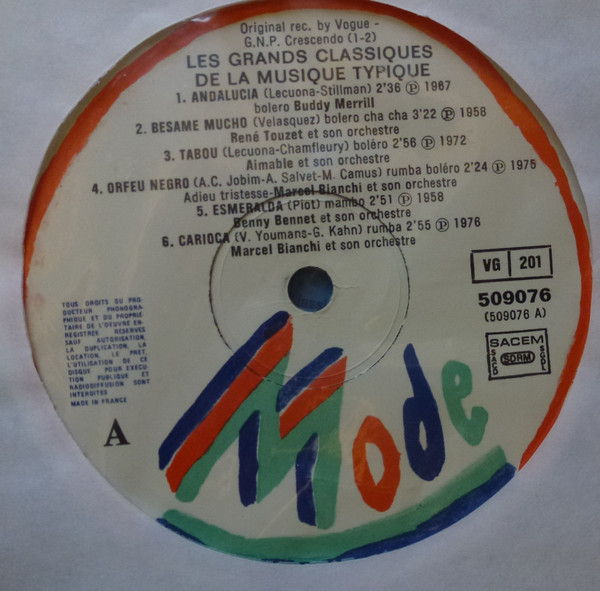 Original rec. by Vogue -
G.N.P. Crescendo (1-2)
LES GRANDS CLASSIQUES
DE LA MUSIQUE TYPIQUE
1. ANDALUCIA (Lecuona-Stillman) 2'36 Ⓟ 1967
bolero Buddy Merrill
2. BESAME MUCHO (Velasquez) bolero cha cha 3'22 Ⓟ 1958
René Touzet et son orchestre
3. TABOU (Lecuona-Chamfleury) boléro 2'56 Ⓟ 1972
Aimable et son orchestre
4. ORFEU NEGRO (A.C. Jobim-A. Salvet-M. Camus) rumba boléro 2'24 Ⓟ 1975
Adieu tristesse-Marcel Bianchi et son orchestre
5. ESMERALDA (Piot) mambo 2'51 Ⓟ 1958
Benny Bennet et son orchestre
6. CARIOCA (V. Youmans-G. Kahn) rumba 2'55 Ⓟ 1976
Marcel Bianchi et son orchestre
VG 201
509076
(509076 A)
SACEM
SACD SDRM SGDL
TOUS DROITS DU PRO-
DUCTEUR PHONOGRA-
PHIQUE ET DU PROPRIE-
TAIRE DE L'OEUVRE EN-
REGISTREE RESERVES
SAUF AUTORISATION,
LA DUPLICATION, LA
LOCATION, LE PRET,
L'UTILISATION DE CE
DISQUE POUR EXECU-
TION PUBLIQUE ET
RADIODIFFUSION SONT
INTERDITES
MADE IN FRANCE
A
Mode